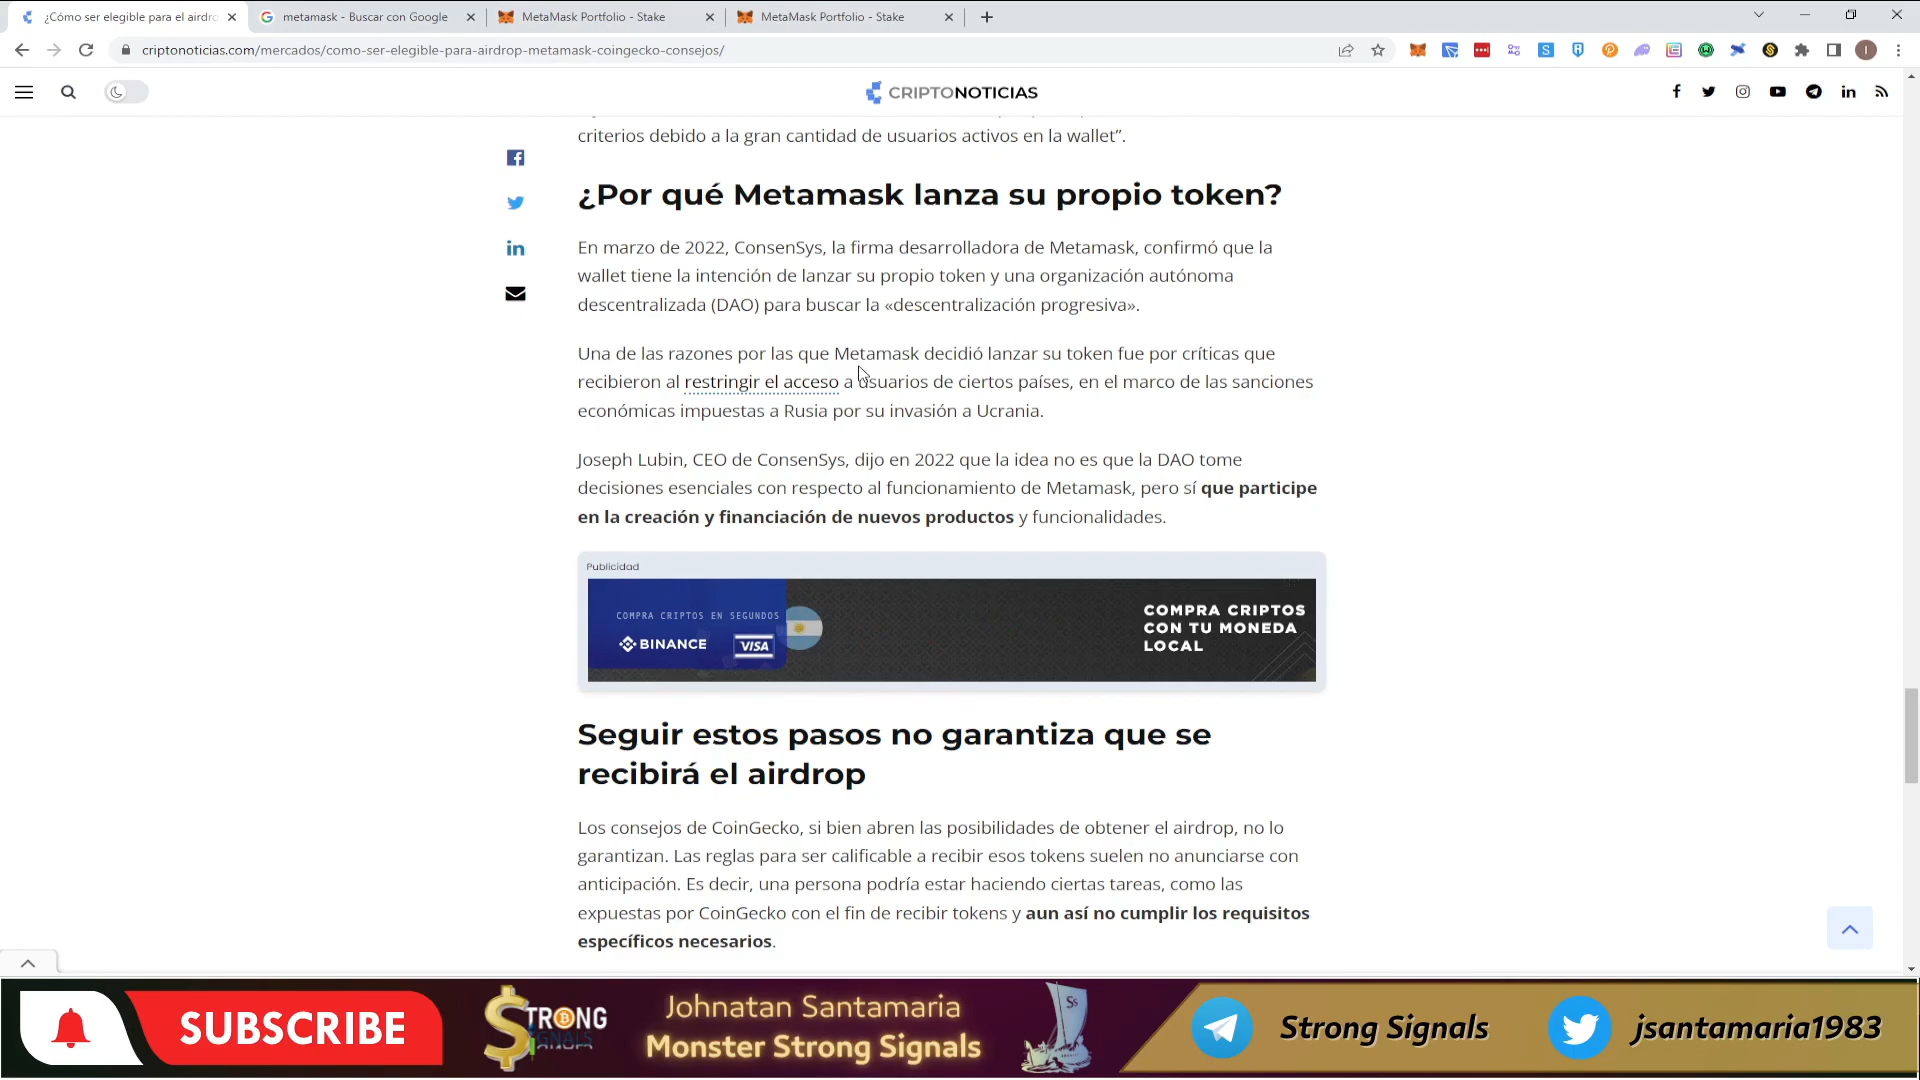 ¿Cómo ser elegible para el airdro
metamask - Buscar con Google
MetaMask Portfolio - Stake
MetaMask Portfolio - Stake
criptonoticias.com/mercados/como-ser-elegible-para-airdrop-metamask-coingecko-consejos/
CRIPTONOTICIAS
criterios debido a la gran cantidad de usuarios activos en la wallet”.
¿Por qué Metamask lanza su propio token?
En marzo de 2022, ConsenSys, la firma desarrolladora de Metamask, confirmó que la
wallet tiene la intención de lanzar su propio token y una organización autónoma
descentralizada (DAO) para buscar la «descentralización progresiva».
Una de las razones por las que Metamask decidió lanzar su token fue por críticas que
recibieron al restringir el acceso a usuarios de ciertos países, en el marco de las sanciones
económicas impuestas a Rusia por su invasión a Ucrania.
Joseph Lubin, CEO de ConsenSys, dijo en 2022 que la idea no es que la DAO tome
decisiones esenciales con respecto al funcionamiento de Metamask, pero sí que participe
en la creación y financiación de nuevos productos y funcionalidades.
Publicidad
COMPRA CRIPTOS EN SEGUNDOS
BINANCE
VISA
COMPRA CRIPTOS
CON TU MONEDA
LOCAL
Seguir estos pasos no garantiza que se
recibirá el airdrop
Los consejos de CoinGecko, si bien abren las posibilidades de obtener el airdrop, no lo
garantizan. Las reglas para ser calificable a recibir esos tokens suelen no anunciarse con
anticipación. Es decir, una persona podría estar haciendo ciertas tareas, como las
expuestas por CoinGecko con el fin de recibir tokens y aun así no cumplir los requisitos
específicos necesarios.
SUBSCRIBE
STRONG
SIGNALS
Johnatan Santamaria
Monster Strong Signals
Ss
Strong Signals
jsantamaria1983